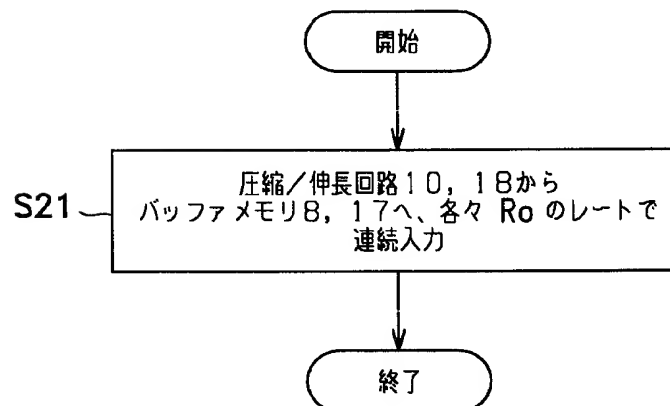 開始
S21
圧縮／伸長回路10，18から
バッファメモリ8，17へ、各々 Ro のレートで
連続入力
終了